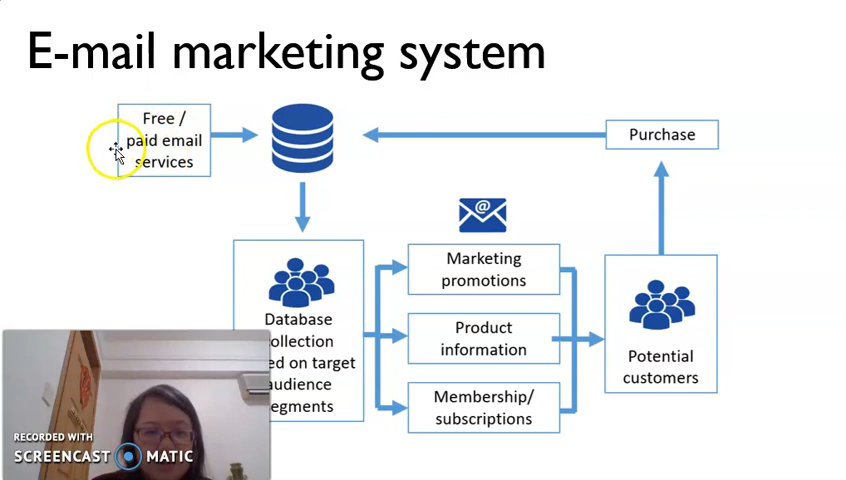 E-mail marketing system
Free /
paid email
services
Purchase
@
Marketing
promotions
Database
ollection
ed on target
audience
egments
Product
information
Membership/
subscriptions
Potential
customers
RECORDED WITH
SCREENCAST MATIC